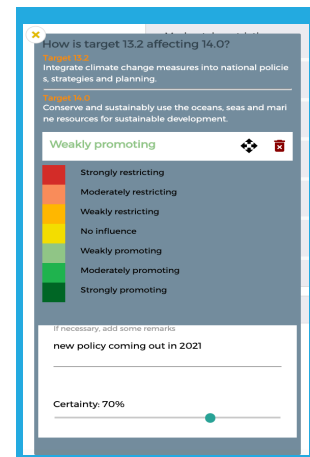 How is target 13.2 affecting 14.0?
Target 13.2
Integrate climate change measures into national policie
s, strategies and planning.
Target 14.0
Conserve and sustainably use the oceans, seas and mari
ne resources for sustainable development.
Weakly promoting
Strongly restricting
Moderately restricting
Weakly restricting
No influence
Weakly promoting
Moderately promoting
Strongly promoting
If necessary, add some remarks
new policy coming out in 2021
Certainty: 70%